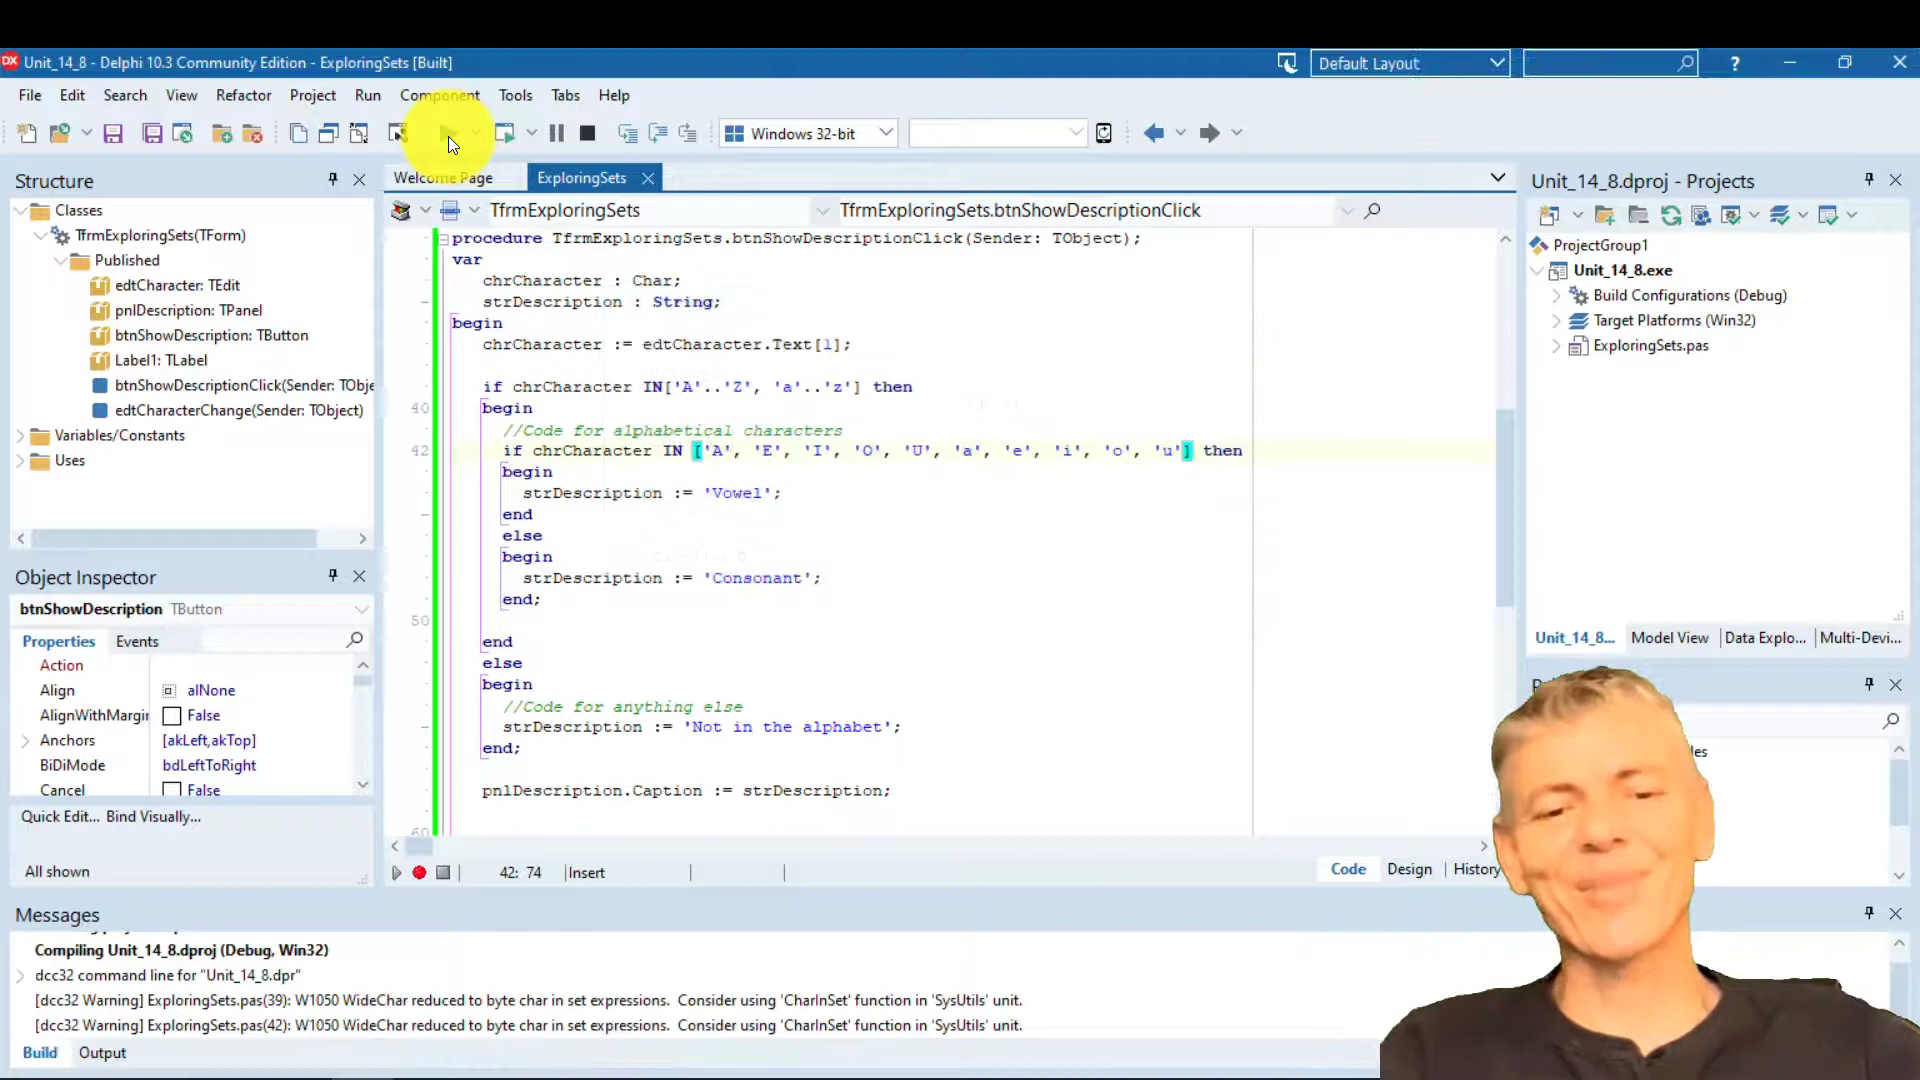 Unit_14_8 - Delphi 10.3 Community Edition - ExploringSets [Built]
Default Layout
File Edit Search View Refactor Project Run Component Tools Tabs Help
Windows 32-bit
Structure
Classes
TfrmExploringSets(TForm)
Published
edtCharacter: TEdit
pnlDescription: TPanel
btnShowDescription: TButton
Label1: TLabel
btnShowDescriptionClick(Sender: TObje
edtCharacterChange(Sender: TObject)
Variables/Constants
Uses
Object Inspector
btnShowDescription TButton
Properties Events
Action
Align alNone
AlignWithMargin False
Anchors [akLeft,akTop]
BiDiMode bdLeftToRight
Cancel False
Quick Edit... Bind Visually...
All shown
Welcome Page ExploringSets
TfrmExploringSets TfrmExploringSets.btnShowDescriptionClick
procedure TfrmExploringSets.btnShowDescriptionClick(Sender: TObject);
var
chrCharacter : Char;
strDescription : String;
begin
chrCharacter := edtCharacter.Text[1];
if chrCharacter IN['A'..'Z', 'a'..'z'] then
40 begin
//Code for alphabetical characters
42 if chrCharacter IN ['A', 'E', 'I', 'O', 'U', 'a', 'e', 'i', 'o', 'u'] then
begin
strDescription := 'Vowel';
end
else
begin
strDescription := 'Consonant';
end;
50
end
else
begin
//Code for anything else
strDescription := 'Not in the alphabet';
end;
pnlDescription.Caption := strDescription;
60
42: 74 Insert
Code Design History
Unit_14_8.dproj - Projects
ProjectGroup1
Unit_14_8.exe
Build Configurations (Debug)
Target Platforms (Win32)
ExploringSets.pas
Unit_14_8... Model View Data Explo... Multi-Devi...
Messages
Compiling Unit_14_8.dproj (Debug, Win32)
dcc32 command line for "Unit_14_8.dpr"
[dcc32 Warning] ExploringSets.pas(39): W1050 WideChar reduced to byte char in set expressions. Consider using 'CharInSet' function in 'SysUtils' unit.
[dcc32 Warning] ExploringSets.pas(42): W1050 WideChar reduced to byte char in set expressions. Consider using 'CharInSet' function in 'SysUtils' unit.
Build Output